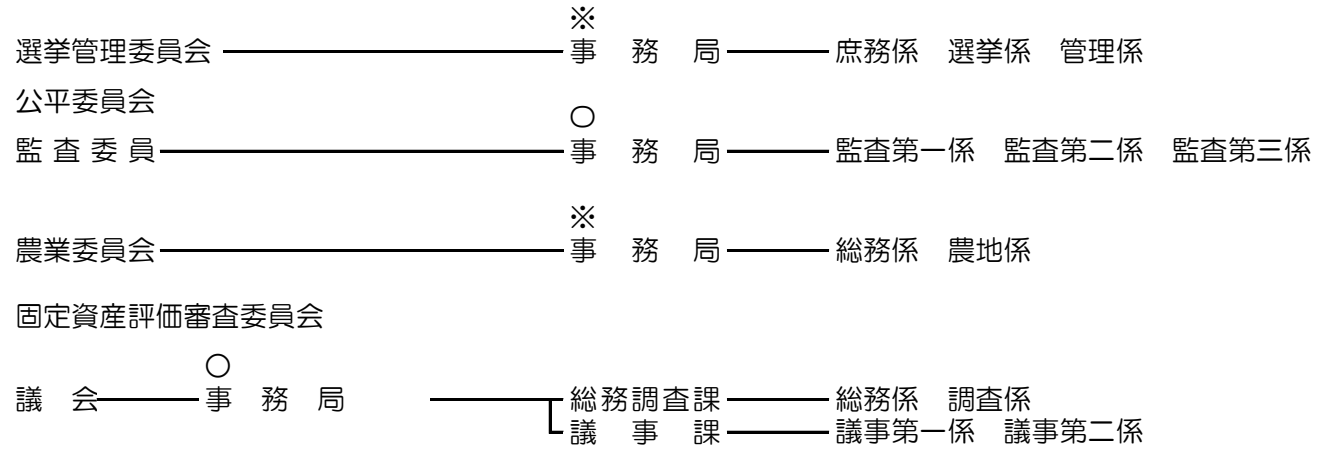 ※
選挙管理委員会 事 務 局 庶務係 選挙係 管理係
公平委員会
○
監 査 委 員 事 務 局 監査第一係 監査第二係 監査第三係
※
農業委員会 事 務 局 総務係 農地係
固定資産評価審査委員会
○
議 会 事 務 局 総務調査課 総務係 調査係
議 事 課 議事第一係 議事第二係